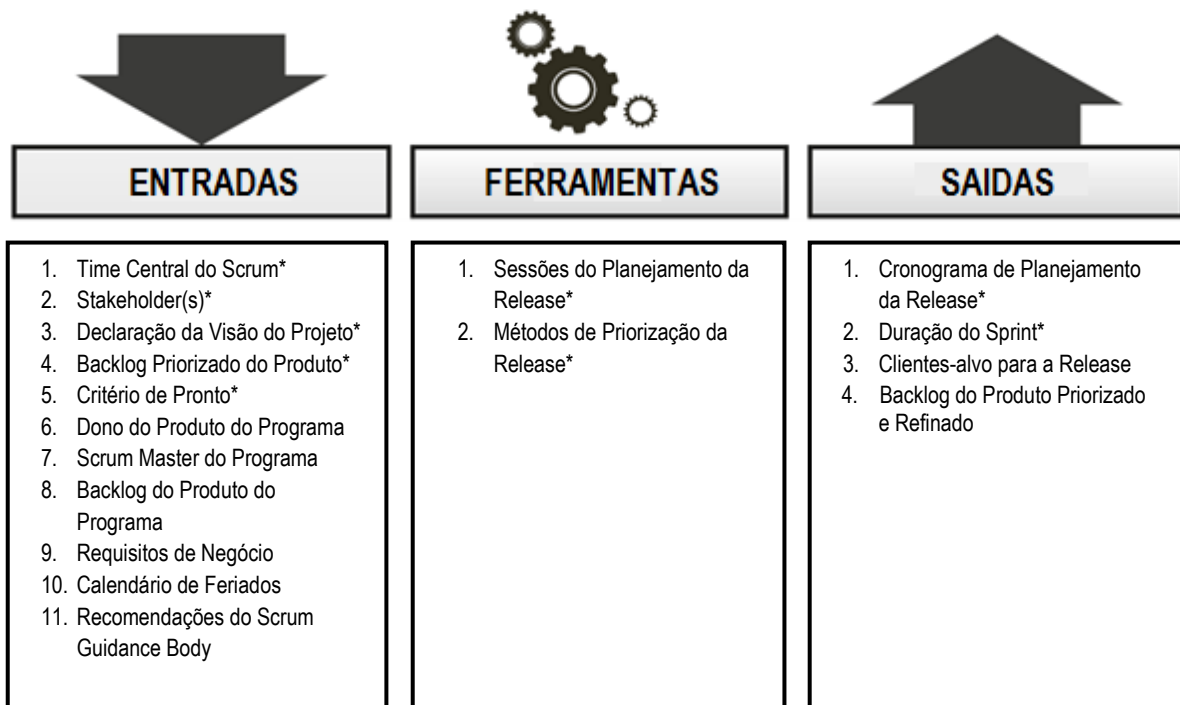 ENTRADAS
1. Time Central do Scrum*
2. Stakeholder(s)*
3. Declaração da Visão do Projeto*
4. Backlog Priorizado do Produto*
5. Critério de Pronto*
6. Dono do Produto do Programa
7. Scrum Master do Programa
8. Backlog do Produto do
Programa
9. Requisitos de Negócio
10. Calendário de Feriados
11. Recomendações do Scrum
Guidance Body
FERRAMENTAS
1. Sessões do Planejamento da
Release*
2. Métodos de Priorização da
Release*
SAIDAS
1. Cronograma de Planejamento
da Release*
2. Duração do Sprint*
3. Clientes-alvo para a Release
4. Backlog do Produto Priorizado
e Refinado